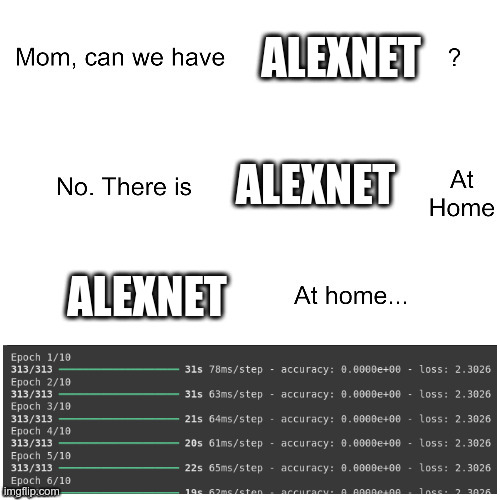 Mom, can we have ALEXNET ?
No. There is ALEXNET At Home
ALEXNET At home...
Epoch 1/10
313/313 31s 78ms/step - accuracy: 0.0000e+00 - loss: 2.3026
Epoch 2/10
313/313 31s 63ms/step - accuracy: 0.0000e+00 - loss: 2.3026
Epoch 3/10
313/313 21s 64ms/step - accuracy: 0.0000e+00 - loss: 2.3026
Epoch 4/10
313/313 20s 61ms/step - accuracy: 0.0000e+00 - loss: 2.3026
Epoch 5/10
313/313 22s 65ms/step - accuracy: 0.0000e+00 - loss: 2.3026
Epoch 6/10
19s 62ms/step - accuracy: 0.0000e+00 - loss: 2.3026
imgflip.com